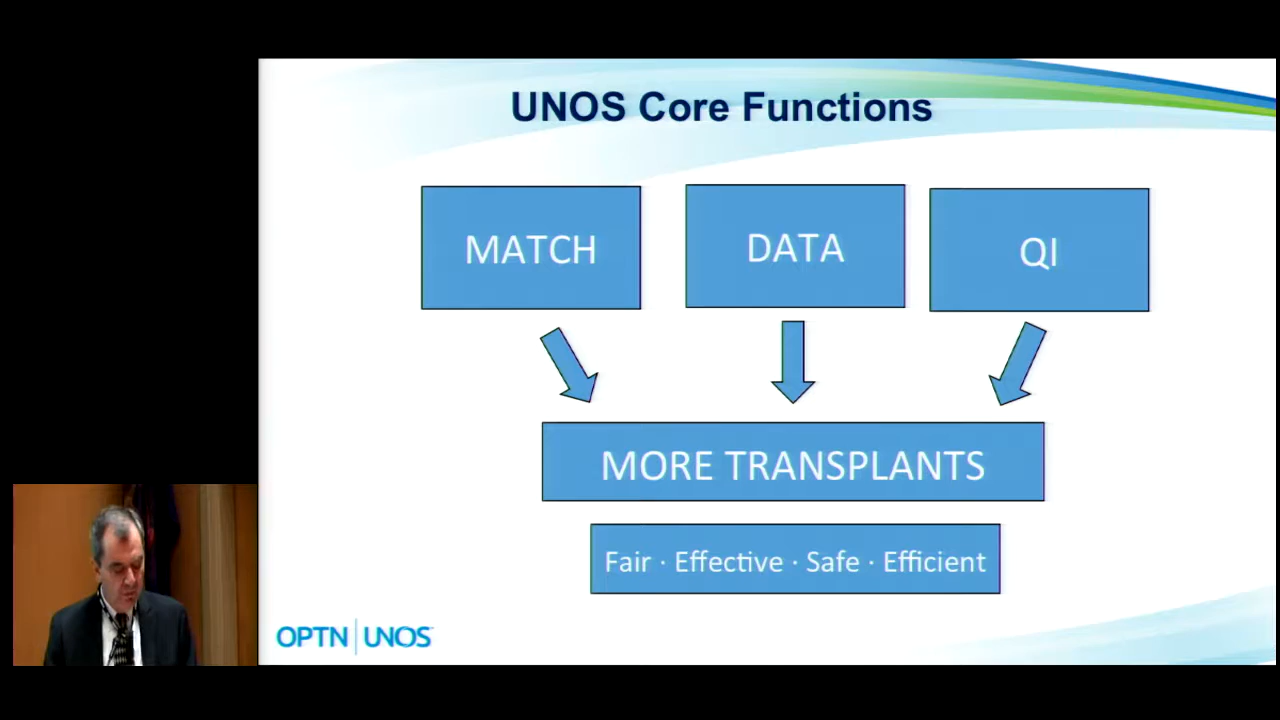 UNOS Core Functions
MATCH
DATA
QI
MORE TRANSPLANTS
Fair · Effective · Safe · Efficient
OPTN UNOS